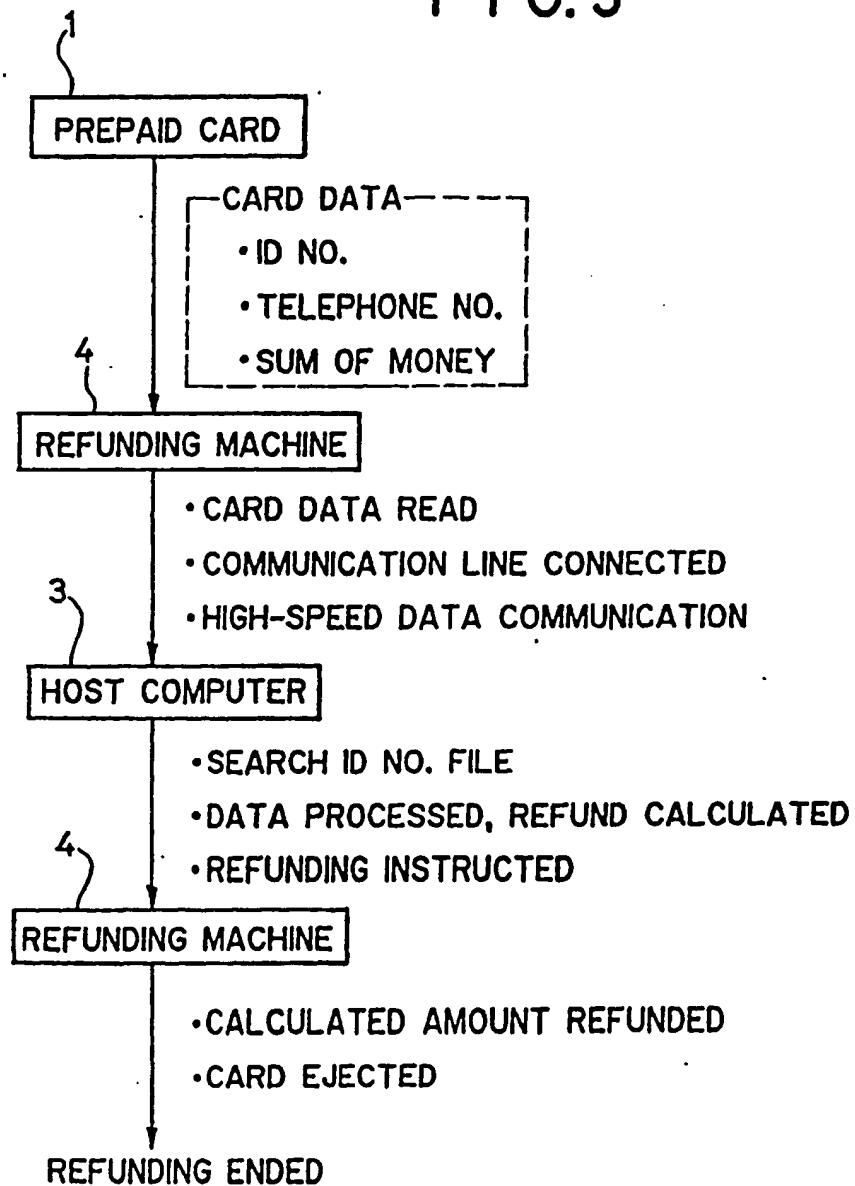 1
PREPAID CARD
CARD DATA
・ID NO.
・TELEPHONE NO.
・SUM OF MONEY
4
REFUNDING MACHINE
・CARD DATA READ
・COMMUNICATION LINE CONNECTED
・HIGH-SPEED DATA COMMUNICATION
3
HOST COMPUTER
・SEARCH ID NO. FILE
・DATA PROCESSED, REFUND CALCULATED
・REFUNDING INSTRUCTED
4
REFUNDING MACHINE
・CALCULATED AMOUNT REFUNDED
・CARD EJECTED
REFUNDING ENDED